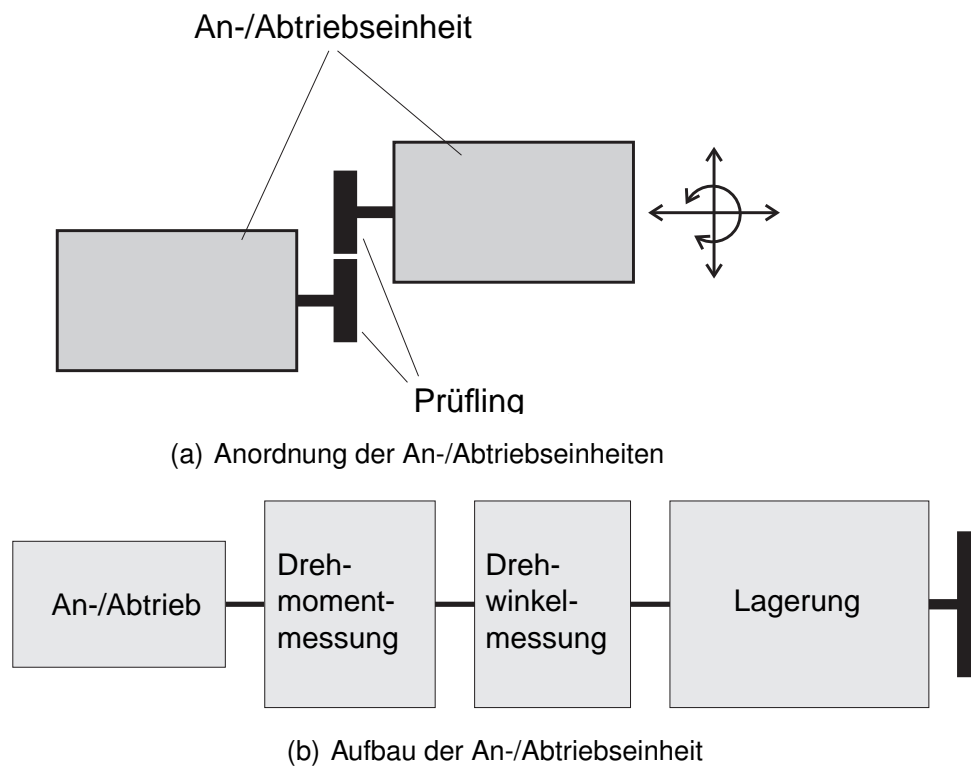 An-/Abtriebseinheit
Prüfling
(a) Anordnung der An-/Abtriebseinheiten
An-/Abtrieb
Dreh-
moment-
messung
Dreh-
winkel-
messung
Lagerung
(b) Aufbau der An-/Abtriebseinheit